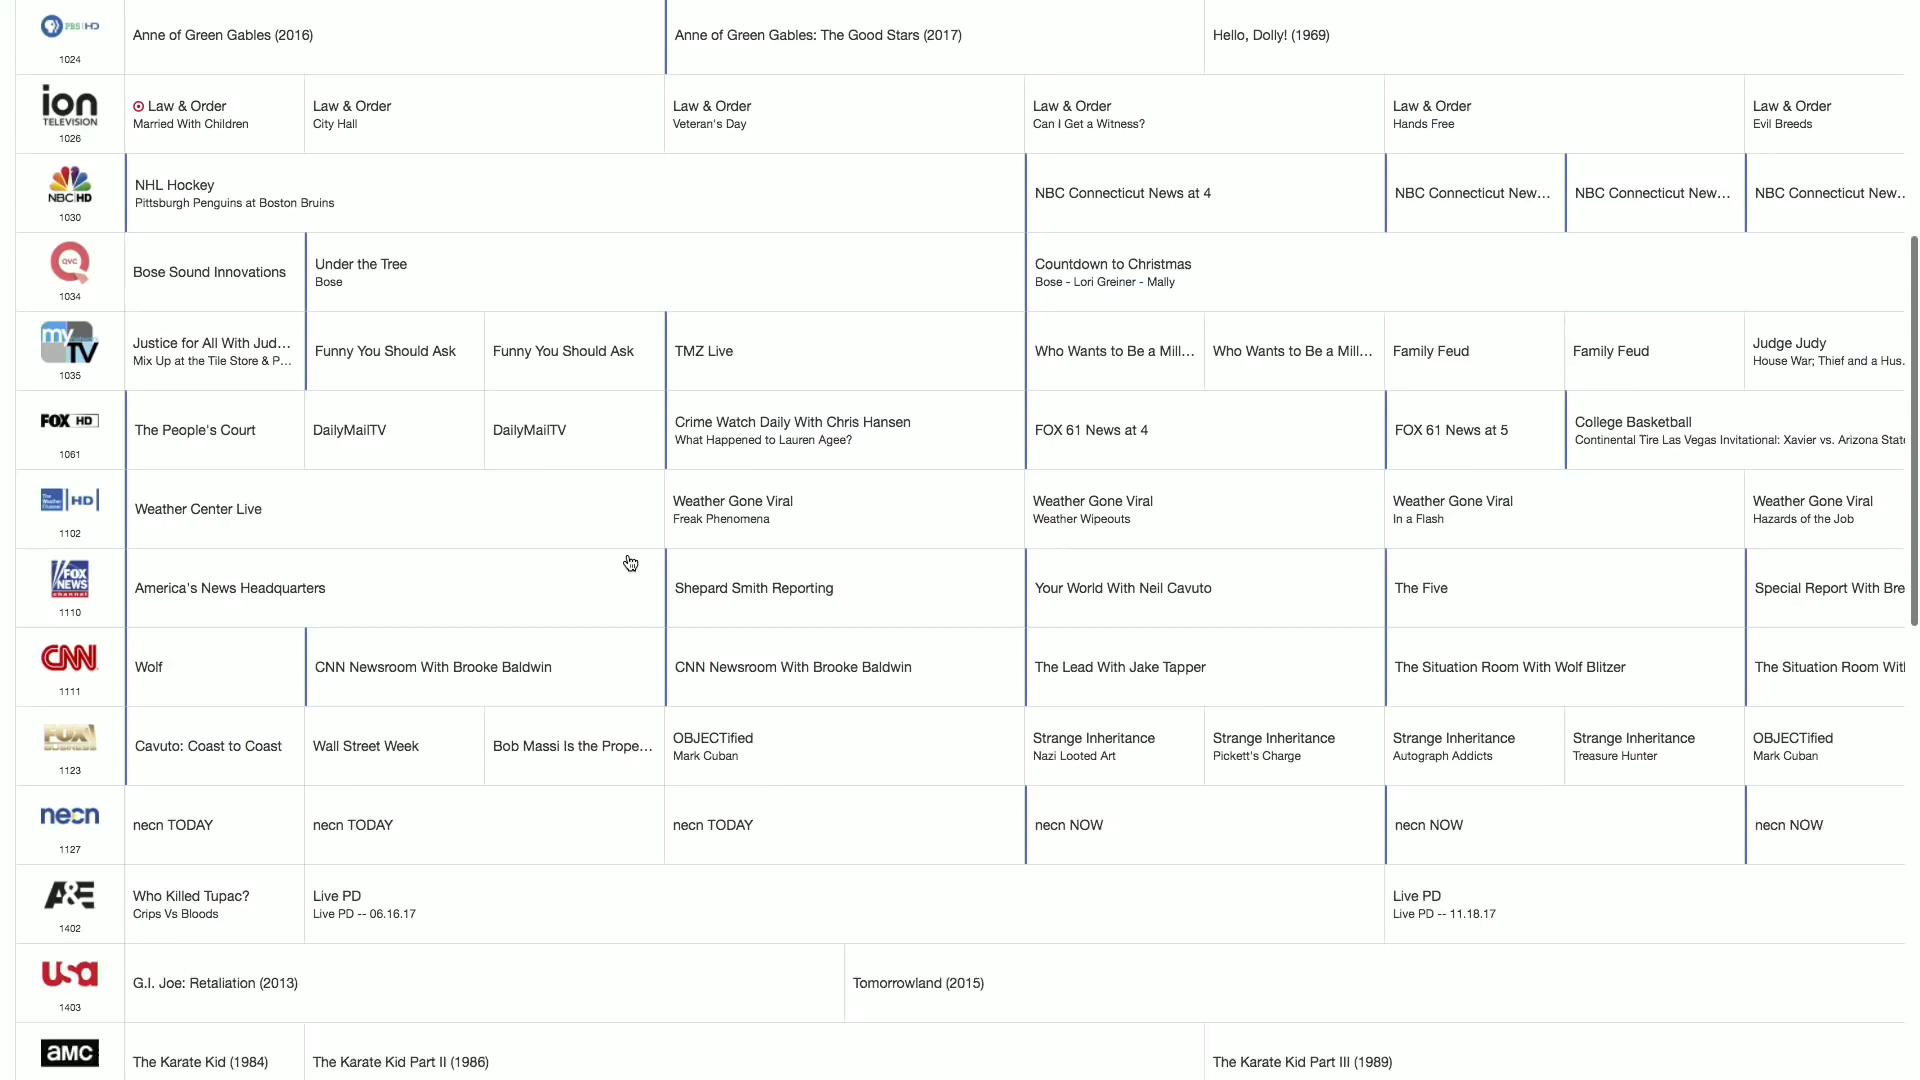 PBS HD
1024
Anne of Green Gables (2016)
Anne of Green Gables: The Good Stars (2017)
Hello, Dolly! (1969)
ion
TELEVISION
1026
Law & Order
Married With Children
Law & Order
City Hall
Law & Order
Veteran's Day
Law & Order
Can I Get a Witness?
Law & Order
Hands Free
Law & Order
Evil Breeds
NBC HD
1030
NHL Hockey
Pittsburgh Penguins at Boston Bruins
NBC Connecticut News at 4
NBC Connecticut New...
NBC Connecticut New...
NBC Connecticut New..
QVC
1034
Bose Sound Innovations
Under the Tree
Bose
Countdown to Christmas
Bose - Lori Greiner - Mally
my TV
1035
Justice for All With Jud...
Mix Up at the Tile Store & P...
Funny You Should Ask
Funny You Should Ask
TMZ Live
Who Wants to Be a Mill...
Who Wants to Be a Mill...
Family Feud
Family Feud
Judge Judy
House War; Thief and a Hus.
FOX HD
1061
The People's Court
DailyMailTV
DailyMailTV
Crime Watch Daily With Chris Hansen
What Happened to Lauren Agee?
FOX 61 News at 4
FOX 61 News at 5
College Basketball
Continental Tire Las Vegas Invitational: Xavier vs. Arizona State
The Weather Channel HD
1102
Weather Center Live
Weather Gone Viral
Freak Phenomena
Weather Gone Viral
Weather Wipeouts
Weather Gone Viral
In a Flash
Weather Gone Viral
Hazards of the Job
FOX
NEWS
channel
1110
America's News Headquarters
Shepard Smith Reporting
Your World With Neil Cavuto
The Five
Special Report With Bre
CNN
1111
Wolf
CNN Newsroom With Brooke Baldwin
CNN Newsroom With Brooke Baldwin
The Lead With Jake Tapper
The Situation Room With Wolf Blitzer
The Situation Room Wit
FOX
BUSINESS
1123
Cavuto: Coast to Coast
Wall Street Week
Bob Massi Is the Prope...
OBJECTified
Mark Cuban
Strange Inheritance
Nazi Looted Art
Strange Inheritance
Pickett's Charge
Strange Inheritance
Autograph Addicts
Strange Inheritance
Treasure Hunter
OBJECTified
Mark Cuban
necn
1127
necn TODAY
necn TODAY
necn TODAY
necn NOW
necn NOW
necn NOW
A&E
1402
Who Killed Tupac?
Crips Vs Bloods
Live PD
Live PD -- 06.16.17
Live PD
Live PD -- 11.18.17
usa
1403
G.I. Joe: Retaliation (2013)
Tomorrowland (2015)
aMC
The Karate Kid (1984)
The Karate Kid Part II (1986)
The Karate Kid Part III (1989)